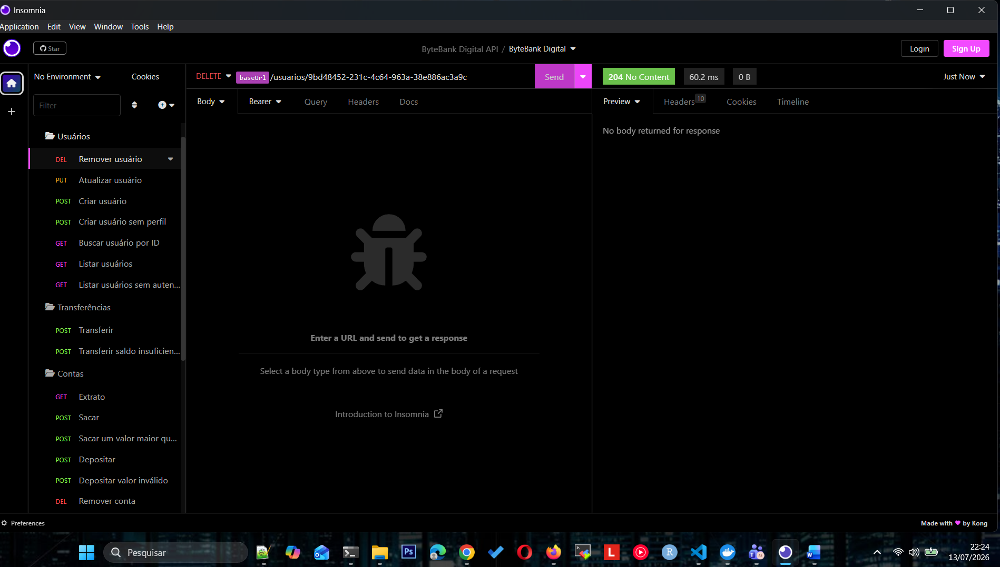 Insomnia
Application Edit View Window Tools Help
Star
ByteBank Digital API / ByteBank Digital
Login
Sign Up
No Environment
Cookies
Filter
Usuários
DEL Remover usuário
PUT Atualizar usuário
POST Criar usuário
POST Criar usuário sem perfil
GET Buscar usuário por ID
GET Listar usuários
GET Listar usuários sem auten...
Transferências
POST Transferir
POST Transferir saldo insuficien...
Contas
GET Extrato
POST Sacar
POST Sacar um valor maior qu...
POST Depositar
POST Depositar valor inválido
DEL Remover conta
DELETE baseUrl /usuarios/9bd48452-231c-4c64-963a-38e886ac3a9c
Send
Body Bearer Query Headers Docs
Enter a URL and send to get a response
Select a body type from above to send data in the body of a request
Introduction to Insomnia
204 No Content 60.2 ms 0 B
Just Now
Preview Headers 10 Cookies Timeline
No body returned for response
Preferences
Made with ♥ by Kong
Pesquisar
Ps
L
R
T
AS
W
22:24
13/07/2026